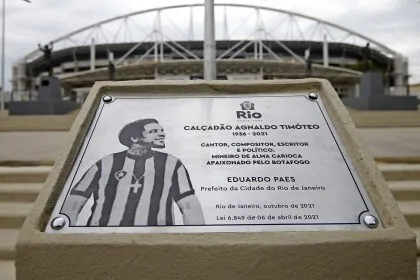 Rio
PREFEITURA
CALÇADÃO AGNALDO TIMÓTEO
1936 - 2021
CANTOR, COMPOSITOR, ESCRITOR
E POLÍTICO.
MINEIRO DE ALMA CARIOCA
APAIXONADO PELO BOTAFOGO
EDUARDO PAES
Prefeito da Cidade do Rio de Janeiro
Rio de Janeiro, outubro de 2021
Lei 6.849 de 06 de abril de 2021